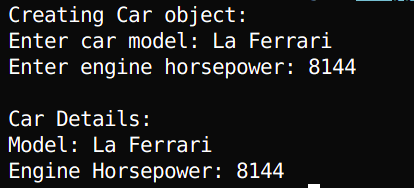 Creating Car object:
Enter car model: La Ferrari
Enter engine horsepower: 8144
Car Details:
Model: La Ferrari
Engine Horsepower: 8144